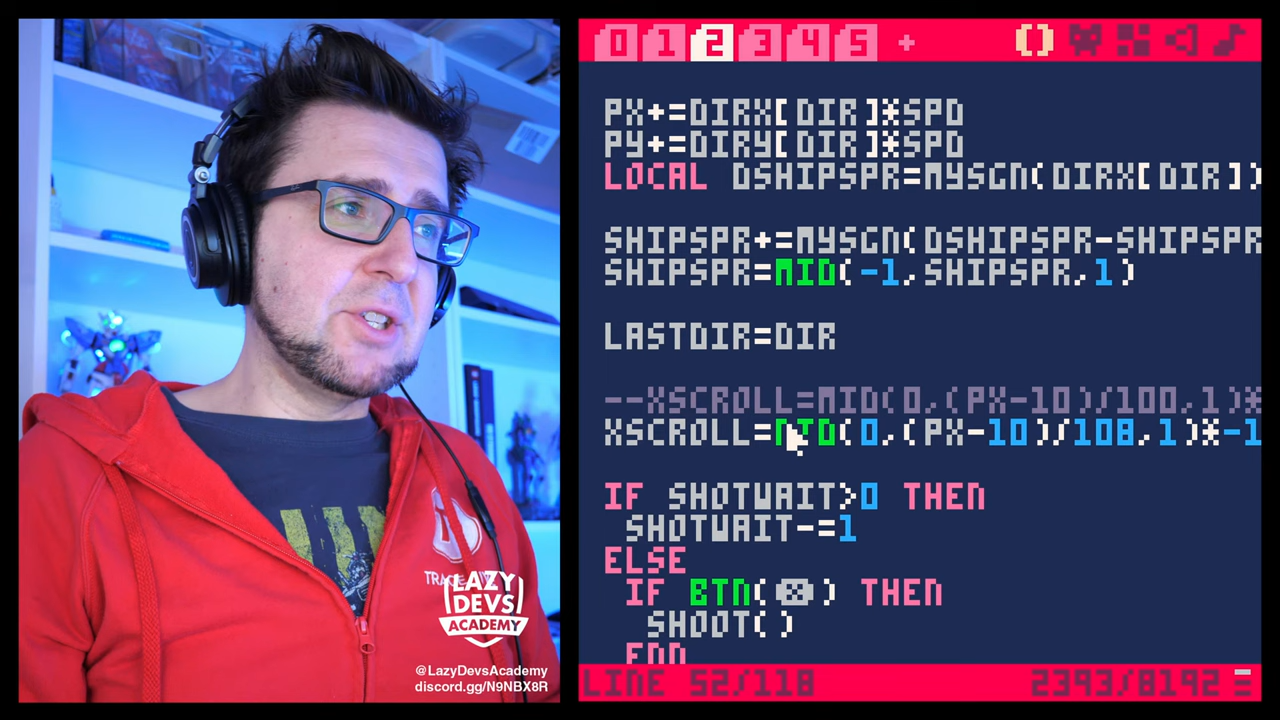 LAZY
DEVS
ACADEMY
@LazyDevsAcademy
discord.gg/N9NBX8R
0 1 2 3 4 5 +
PX+=DIRX[DIR]*SPD
PY+=DIRY[DIR]*SPD
LOCAL DSHIPSPR=MYSGN(DIRX[DIR])
SHIPSPR+=MYSGN(DSHIPSPR-SHIPSPR
SHIPSPR=MID(-1,SHIPSPR,1)
LASTDIR=DIR
--XSCROLL=MID(0,(PX-10)/100,1)*
XSCROLL=MID(0,(PX-10)/108,1)*-1
IF SHOTWAIT>0 THEN
SHOTWAIT-=1
ELSE
IF BTN(❎) THEN
SHOOT()
END
LINE 52/118
2393/8192